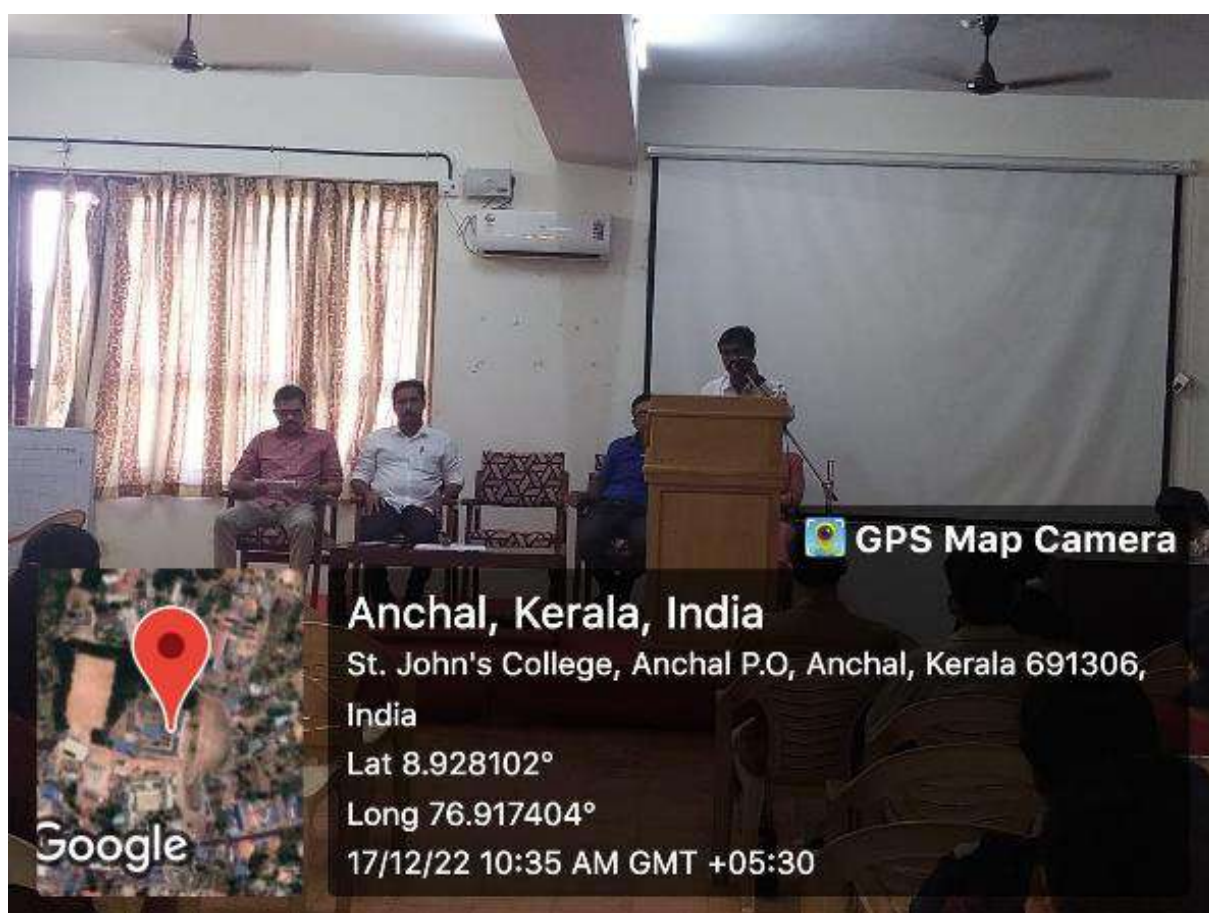 GPS Map Camera
Anchal, Kerala, India
St. John's College, Anchal P.O, Anchal, Kerala 691306,
India
Lat 8.928102°
Long 76.917404°
17/12/22 10:35 AM GMT +05:30
Google